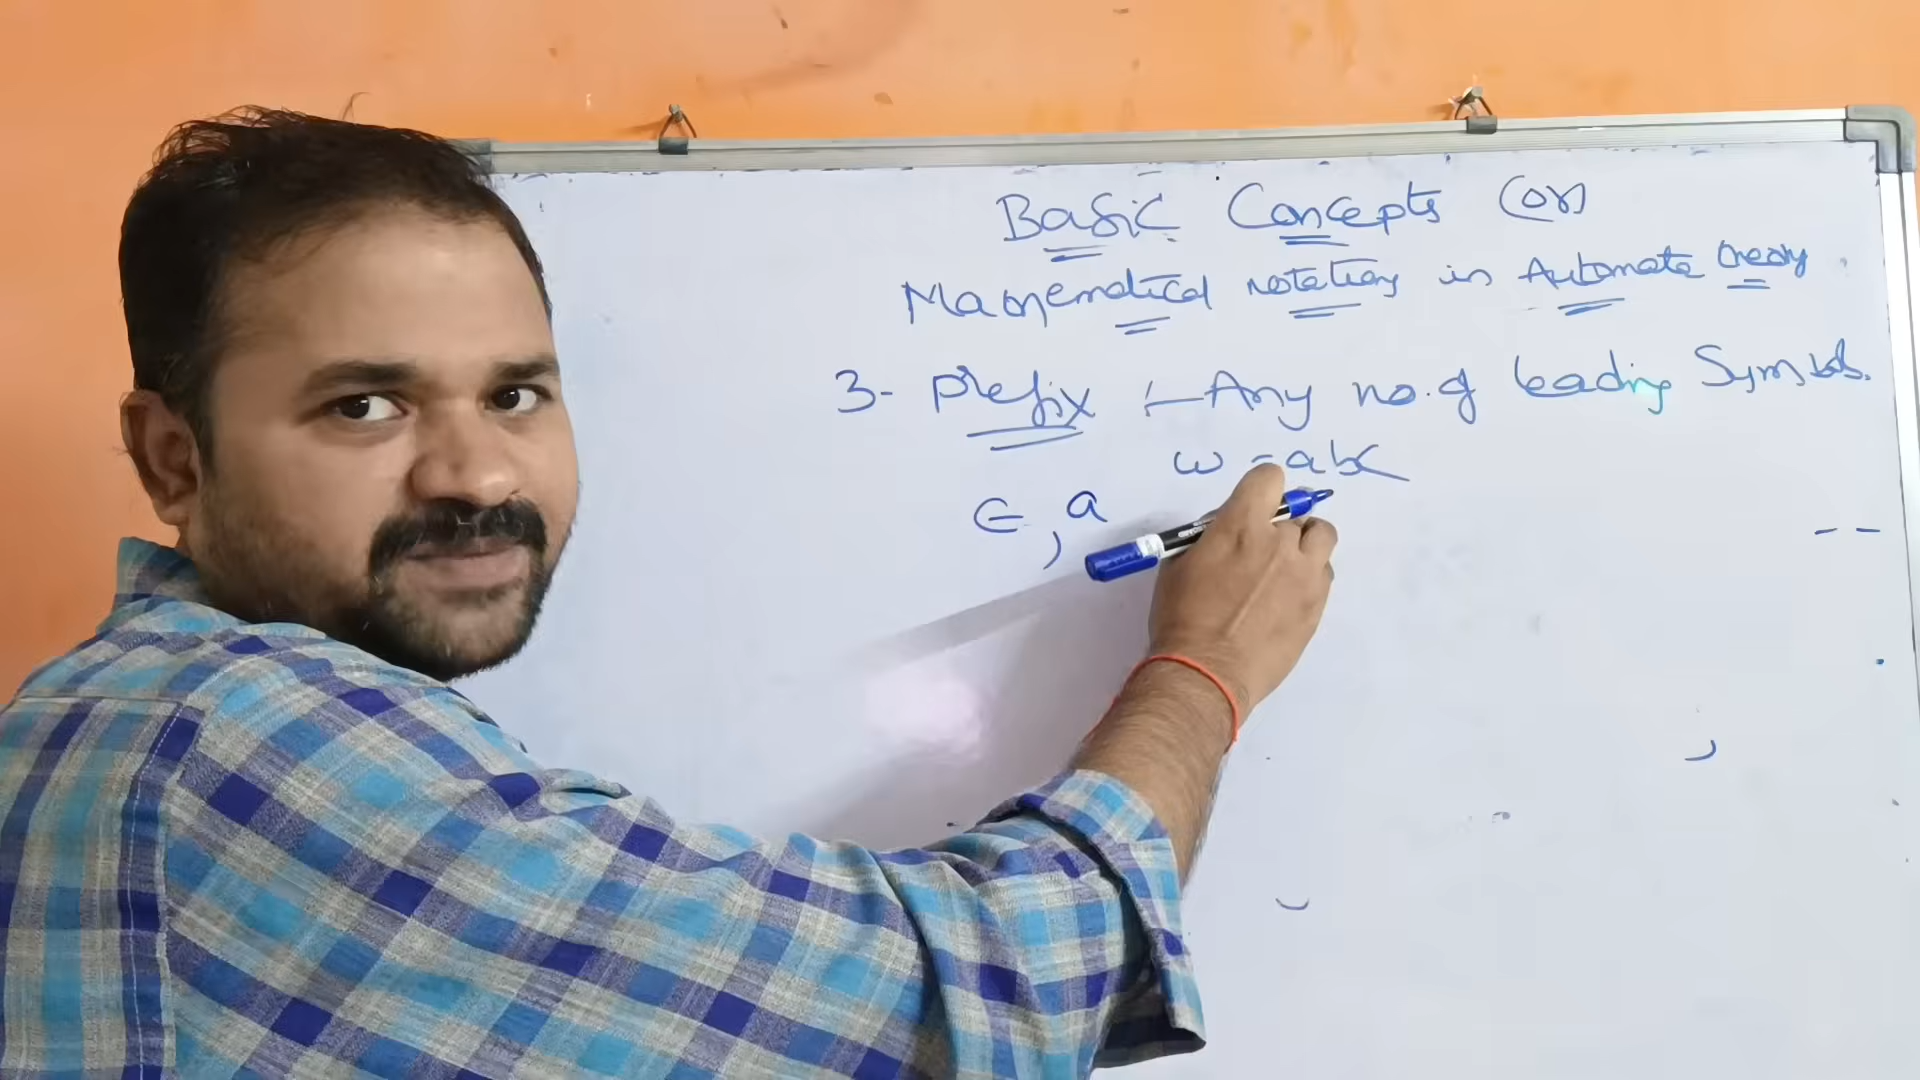 Basic Concepts (or)
Mathematical notations in Automata theory
3- Prefix :- Any no. of leading Symbols.
w = abc
ϵ, a